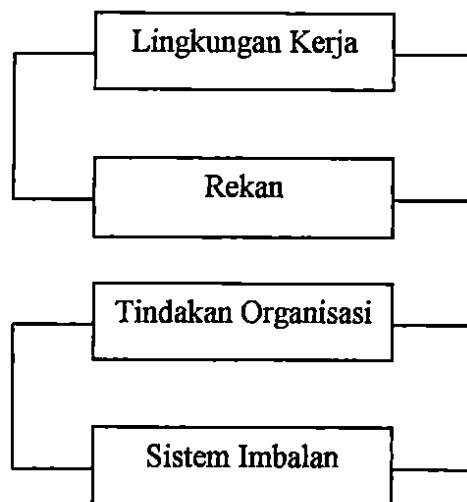 Lingkungan Kerja
Rekan
Tindakan Organisasi
Sistem Imbalan